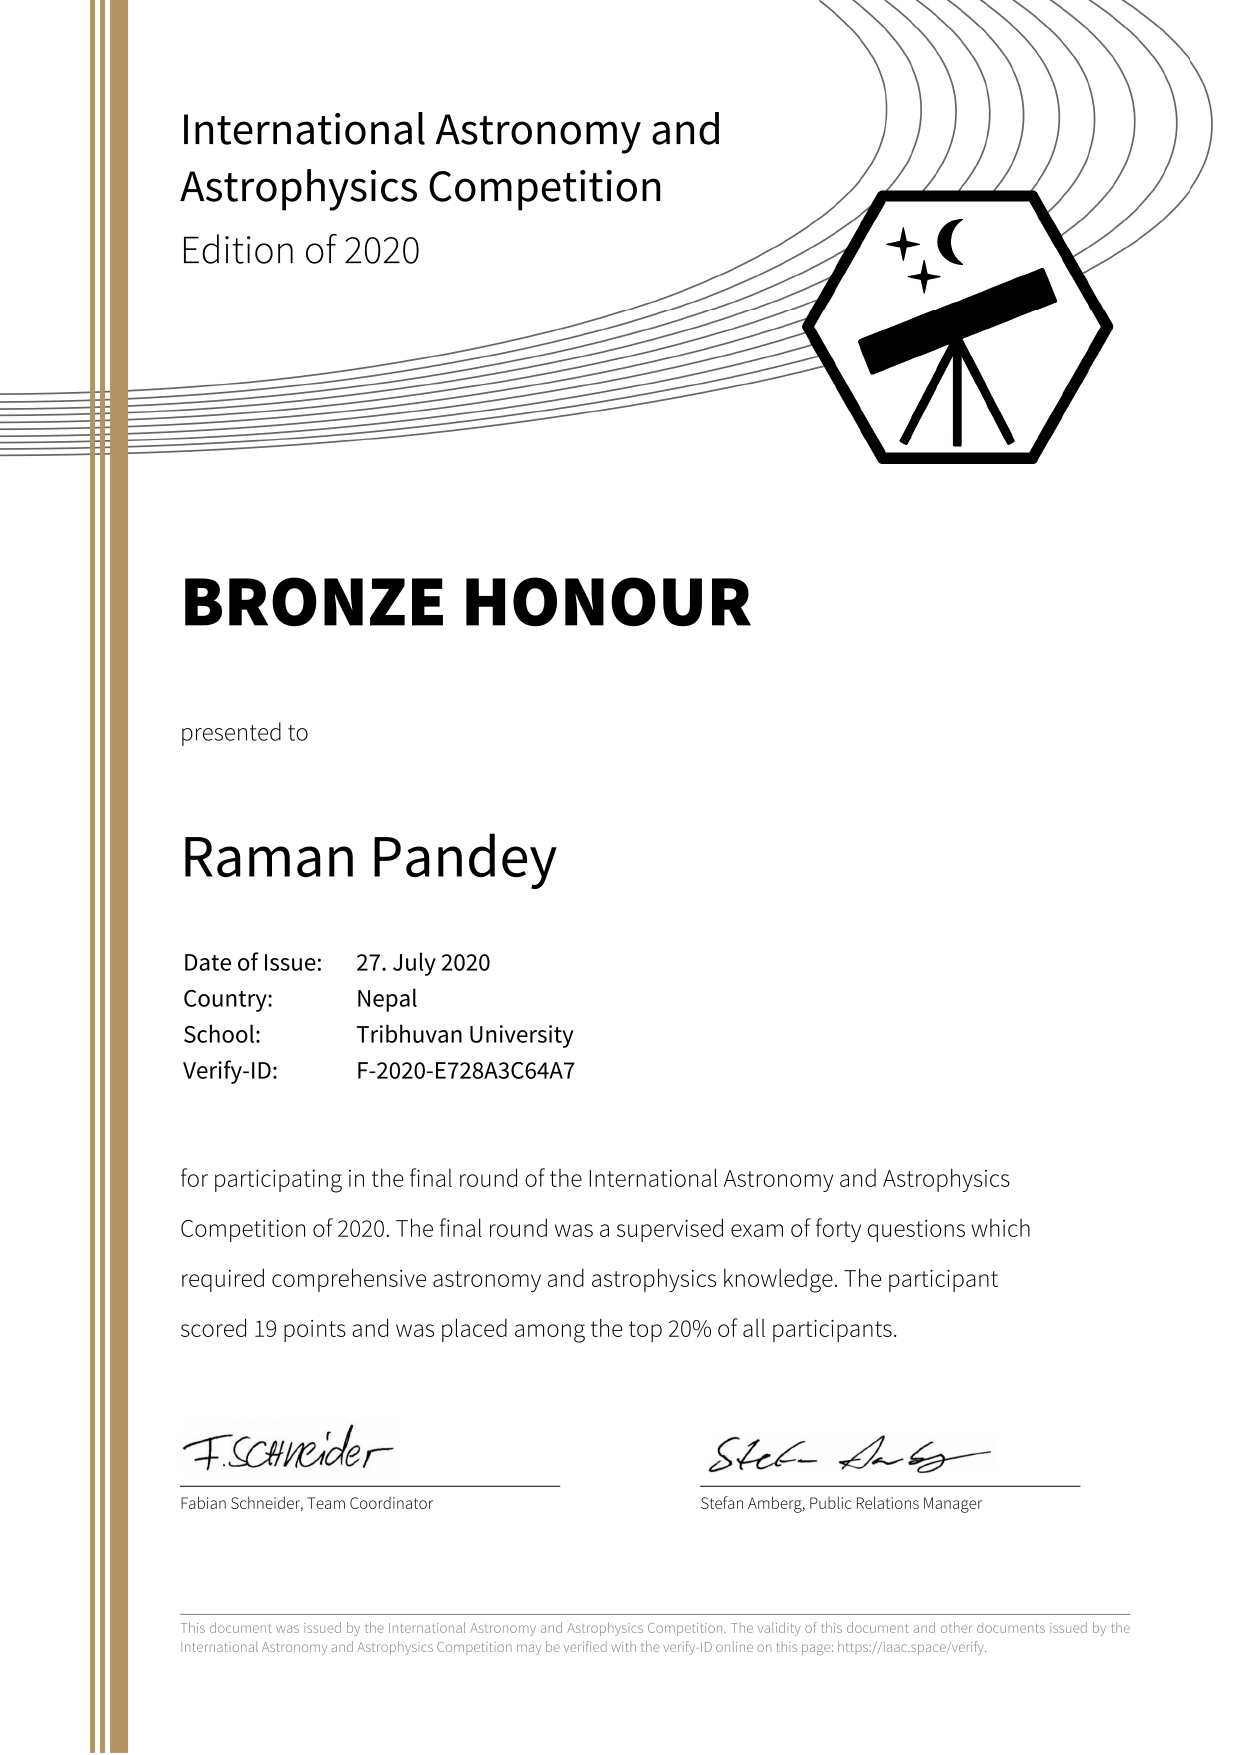 International Astronomy and
Astrophysics Competition
Edition of 2020
BRONZE HONOUR
presented to
Raman Pandey
Date of Issue: 27. July 2020
Country: Nepal
School: Tribhuvan University
Verify-ID: F-2020-E728A3C64A7
for participating in the final round of the International Astronomy and Astrophysics
Competition of 2020. The final round was a supervised exam of forty questions which
required comprehensive astronomy and astrophysics knowledge. The participant
scored 19 points and was placed among the top 20% of all participants.
F. Schneider Stefan Amberg
Fabian Schneider, Team Coordinator Stefan Amberg, Public Relations Manager
This document was issued by the International Astronomy and Astrophysics Competition. The validity of this document and other documents issued by the
International Astronomy and Astrophysics Competition may be verified with the verify-ID online on this page: https://iaac.space/verify.